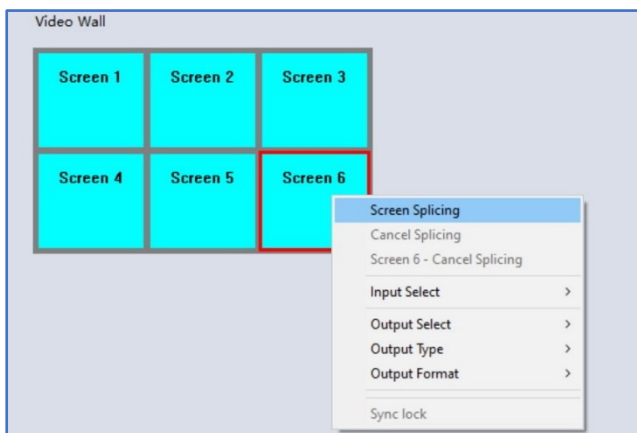 Video Wall
Screen 1 Screen 2 Screen 3
Screen 4 Screen 5 Screen 6
Screen Splicing
Cancel Splicing
Screen 6 - Cancel Splicing
Input Select
Output Select
Output Type
Output Format
Sync lock